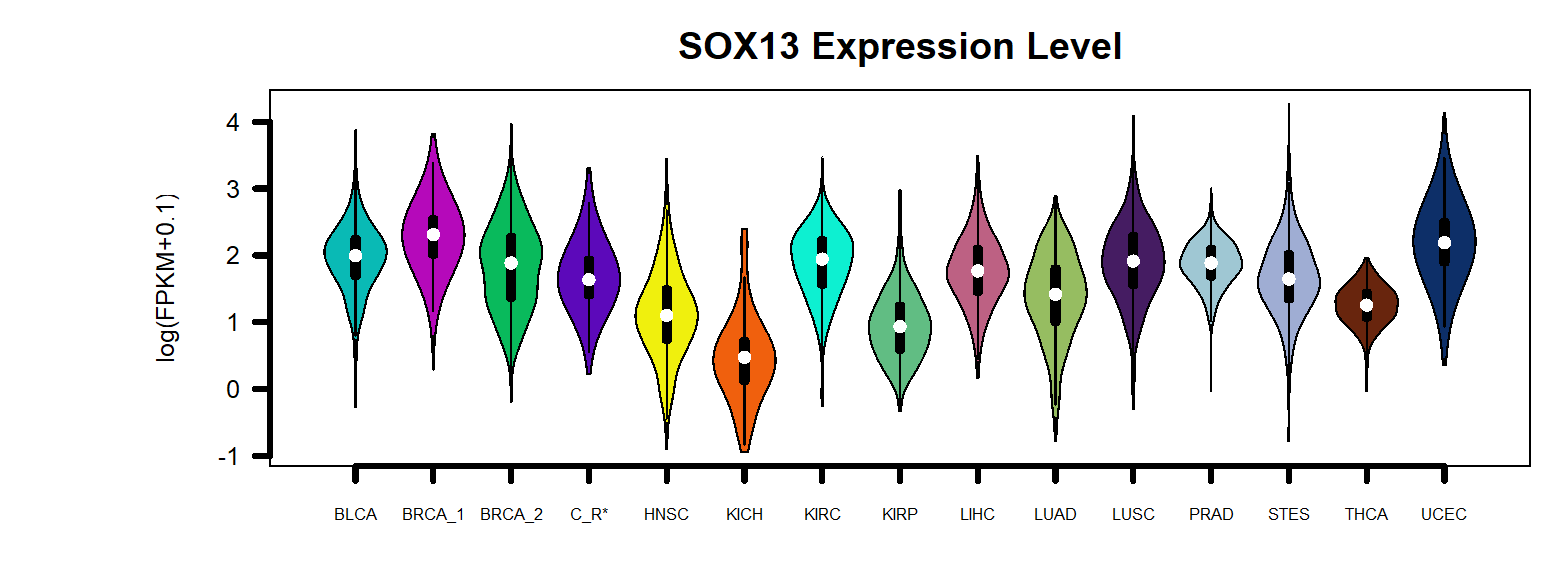 SOX13 Expression Level
log(FPKM+0.1)
4
3
2
1
0
-1
BLCA BRCA_1 BRCA_2 C_R* HNSC KICH KIRC KIRP LIHC LUAD LUSC PRAD STES THCA UCEC